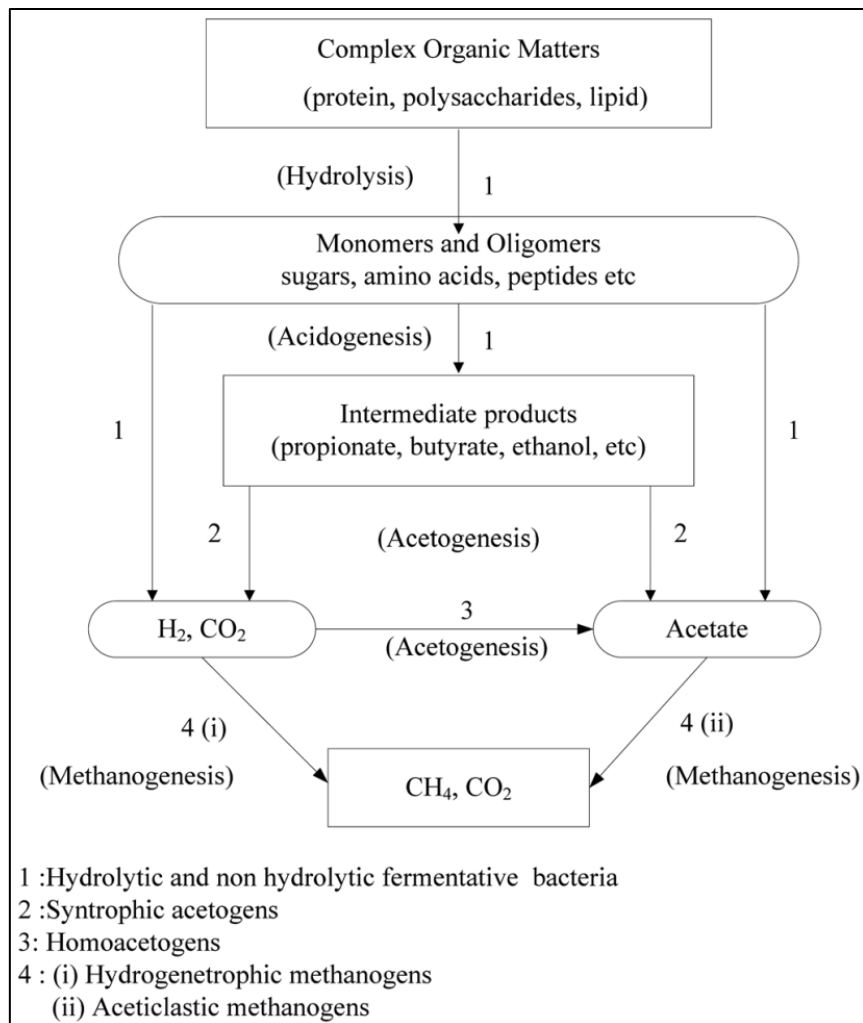 Complex Organic Matters
(protein, polysaccharides, lipid)
(Hydrolysis)
1
Monomers and Oligomers
sugars, amino acids, peptides etc
(Acidogenesis)
1
Intermediate products
(propionate, butyrate, ethanol, etc)
1
1
2
(Acetogenesis)
2
H₂, CO₂
3
(Acetogenesis)
Acetate
4 (i)
(Methanogenesis)
4 (ii)
(Methanogenesis)
CH₄, CO₂
1 :Hydrolytic and non hydrolytic fermentative bacteria
2 :Syntrophic acetogens
3: Homoacetogens
4 : (i) Hydrogenetrophic methanogens
(ii) Aceticlastic methanogens